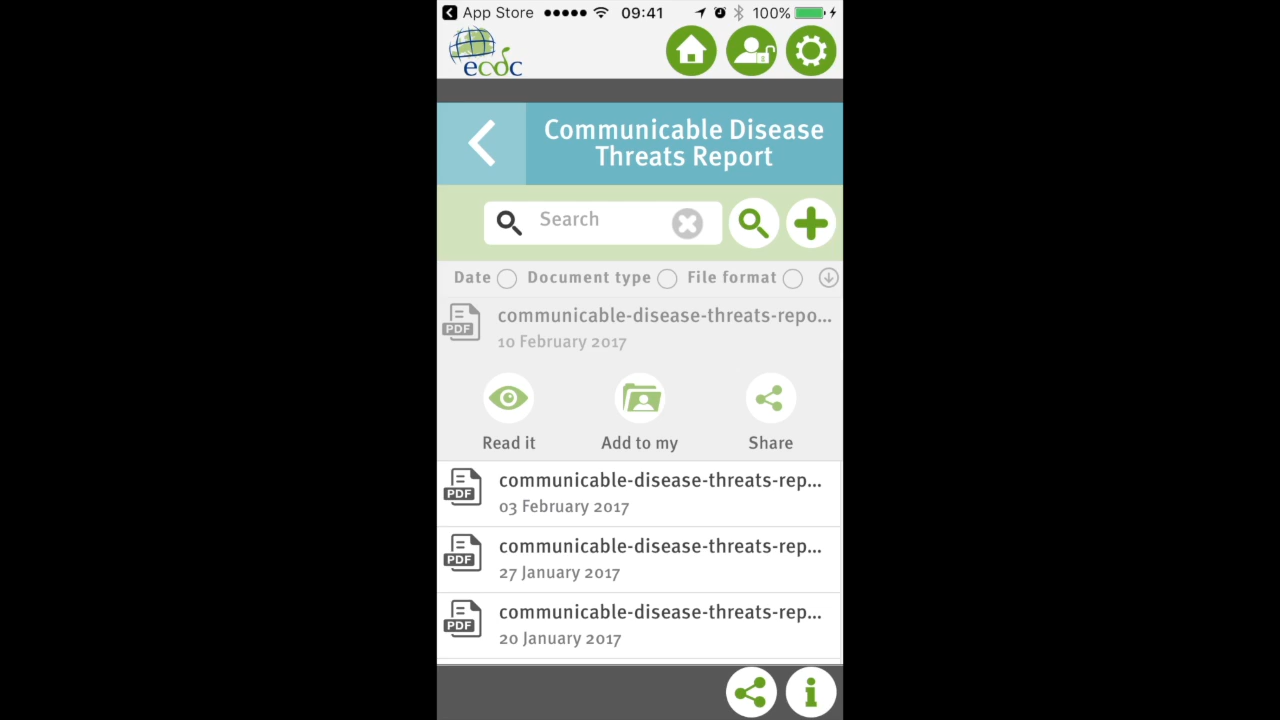 App Store 09:41 100%
ecdc
Communicable Disease
Threats Report
Search
Date Document type File format
PDF communicable-disease-threats-repo...
10 February 2017
Read it Add to my Share
PDF communicable-disease-threats-rep...
03 February 2017
PDF communicable-disease-threats-rep...
27 January 2017
PDF communicable-disease-threats-rep...
20 January 2017